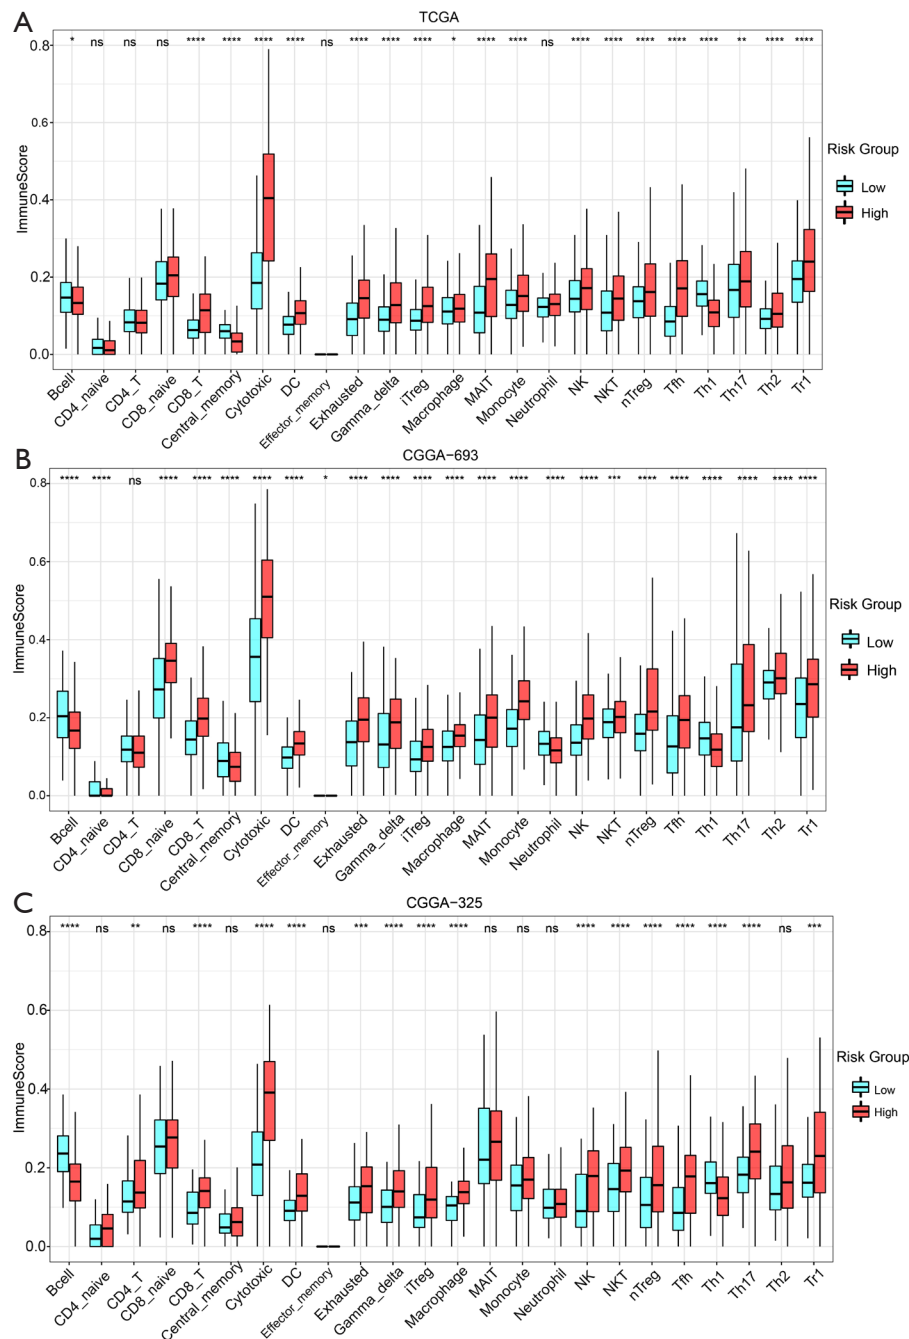 A
TCGA
* ns ns ns **** **** **** **** ns **** **** **** * **** **** ns **** **** **** **** **** ** **** ****
0.8
0.6
0.4
0.2
0.0
ImmuneScore
Risk Group
Low
High
Bcell
CD4_naive
CD4_T
CD8_naive
CD8_T
Central_memory
Cytotoxic
DC
Effector_memory
Exhausted
Gamma_delta
iTreg
Macrophage
MAIT
Monocyte
Neutrophil
NK
NKT
nTreg
Tfh
Th1
Th17
Th2
Tr1
B
CGGA−693
**** **** ns **** **** **** **** **** * **** **** **** **** **** **** **** **** *** **** **** **** **** **** ****
0.8
0.6
0.4
0.2
0.0
ImmuneScore
Risk Group
Low
High
Bcell
CD4_naive
CD4_T
CD8_naive
CD8_T
Central_memory
Cytotoxic
DC
Effector_memory
Exhausted
Gamma_delta
iTreg
Macrophage
MAIT
Monocyte
Neutrophil
NK
NKT
nTreg
Tfh
Th1
Th17
Th2
Tr1
C
CGGA−325
**** ns ** ns **** ns **** **** ns *** **** **** **** ns ns ns **** **** **** **** **** **** ns ***
0.8
0.6
0.4
0.2
0.0
ImmuneScore
Risk Group
Low
High
Bcell
CD4_naive
CD4_T
CD8_naive
CD8_T
Central_memory
Cytotoxic
DC
Effector_memory
Exhausted
Gamma_delta
iTreg
Macrophage
MAIT
Monocyte
Neutrophil
NK
NKT
nTreg
Tfh
Th1
Th17
Th2
Tr1